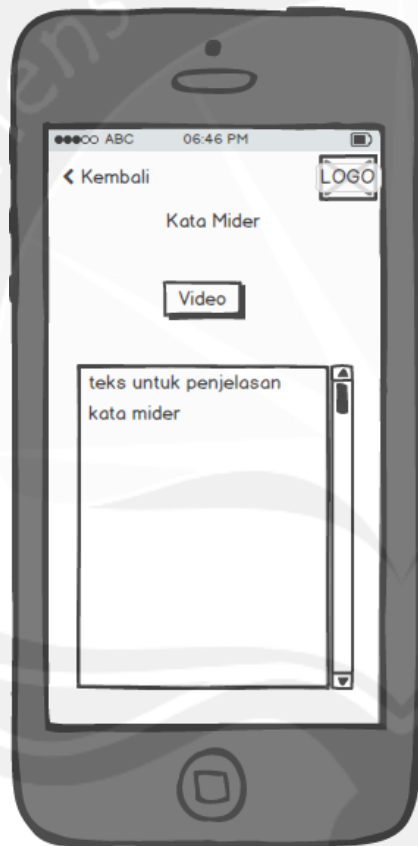 ABC 06:46 PM
Kembali LOGO
Kata Mider
Video
teks untuk penjelasan
kata mider